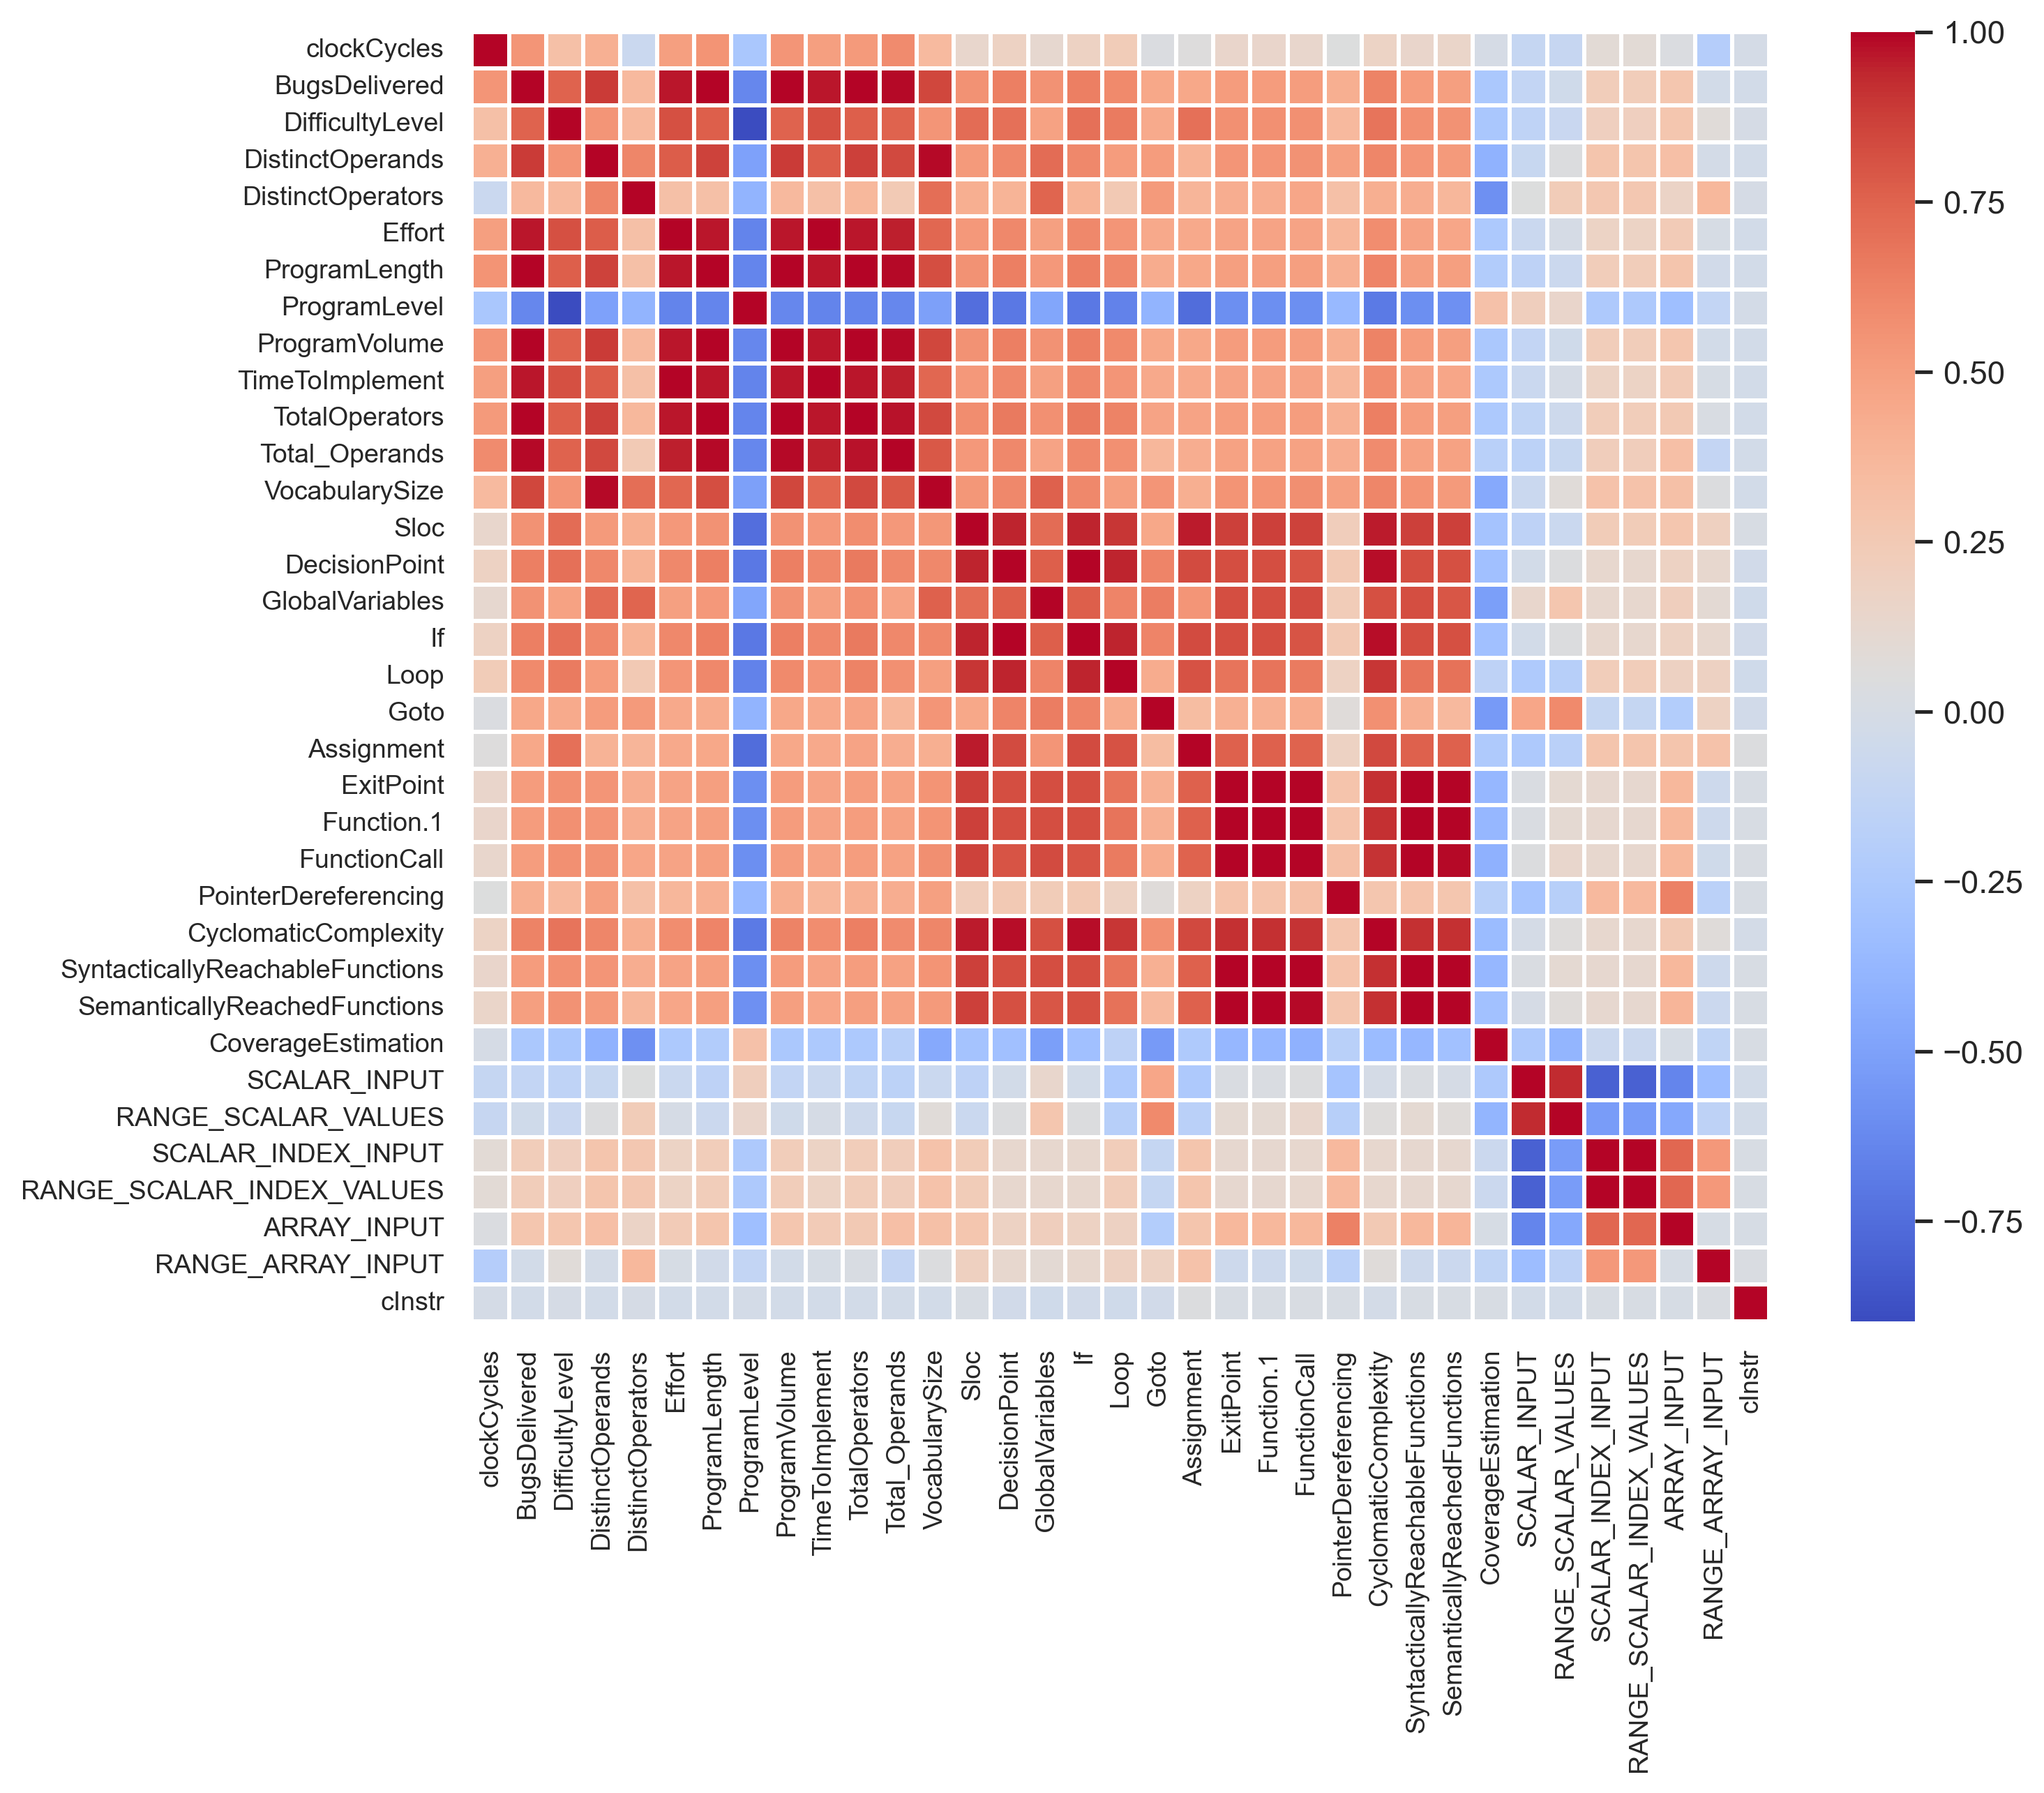 clockCycles
BugsDelivered
DifficultyLevel
DistinctOperands
DistinctOperators
Effort
ProgramLength
ProgramLevel
ProgramVolume
TimeToImplement
TotalOperators
Total_Operands
VocabularySize
Sloc
DecisionPoint
GlobalVariables
If
Loop
Goto
Assignment
ExitPoint
Function.1
FunctionCall
PointerDereferencing
CyclomaticComplexity
SyntacticallyReachableFunctions
SemanticallyReachedFunctions
CoverageEstimation
SCALAR_INPUT
RANGE_SCALAR_VALUES
SCALAR_INDEX_INPUT
RANGE_SCALAR_INDEX_VALUES
ARRAY_INPUT
RANGE_ARRAY_INPUT
cInstr
clockCycles
BugsDelivered
DifficultyLevel
DistinctOperands
DistinctOperators
Effort
ProgramLength
ProgramLevel
ProgramVolume
TimeToImplement
TotalOperators
Total_Operands
VocabularySize
Sloc
DecisionPoint
GlobalVariables
If
Loop
Goto
Assignment
ExitPoint
Function.1
FunctionCall
PointerDereferencing
CyclomaticComplexity
SyntacticallyReachableFunctions
SemanticallyReachedFunctions
CoverageEstimation
SCALAR_INPUT
RANGE_SCALAR_VALUES
SCALAR_INDEX_INPUT
RANGE_SCALAR_INDEX_VALUES
ARRAY_INPUT
RANGE_ARRAY_INPUT
cInstr
1.00
0.75
0.50
0.25
0.00
−0.25
−0.50
−0.75